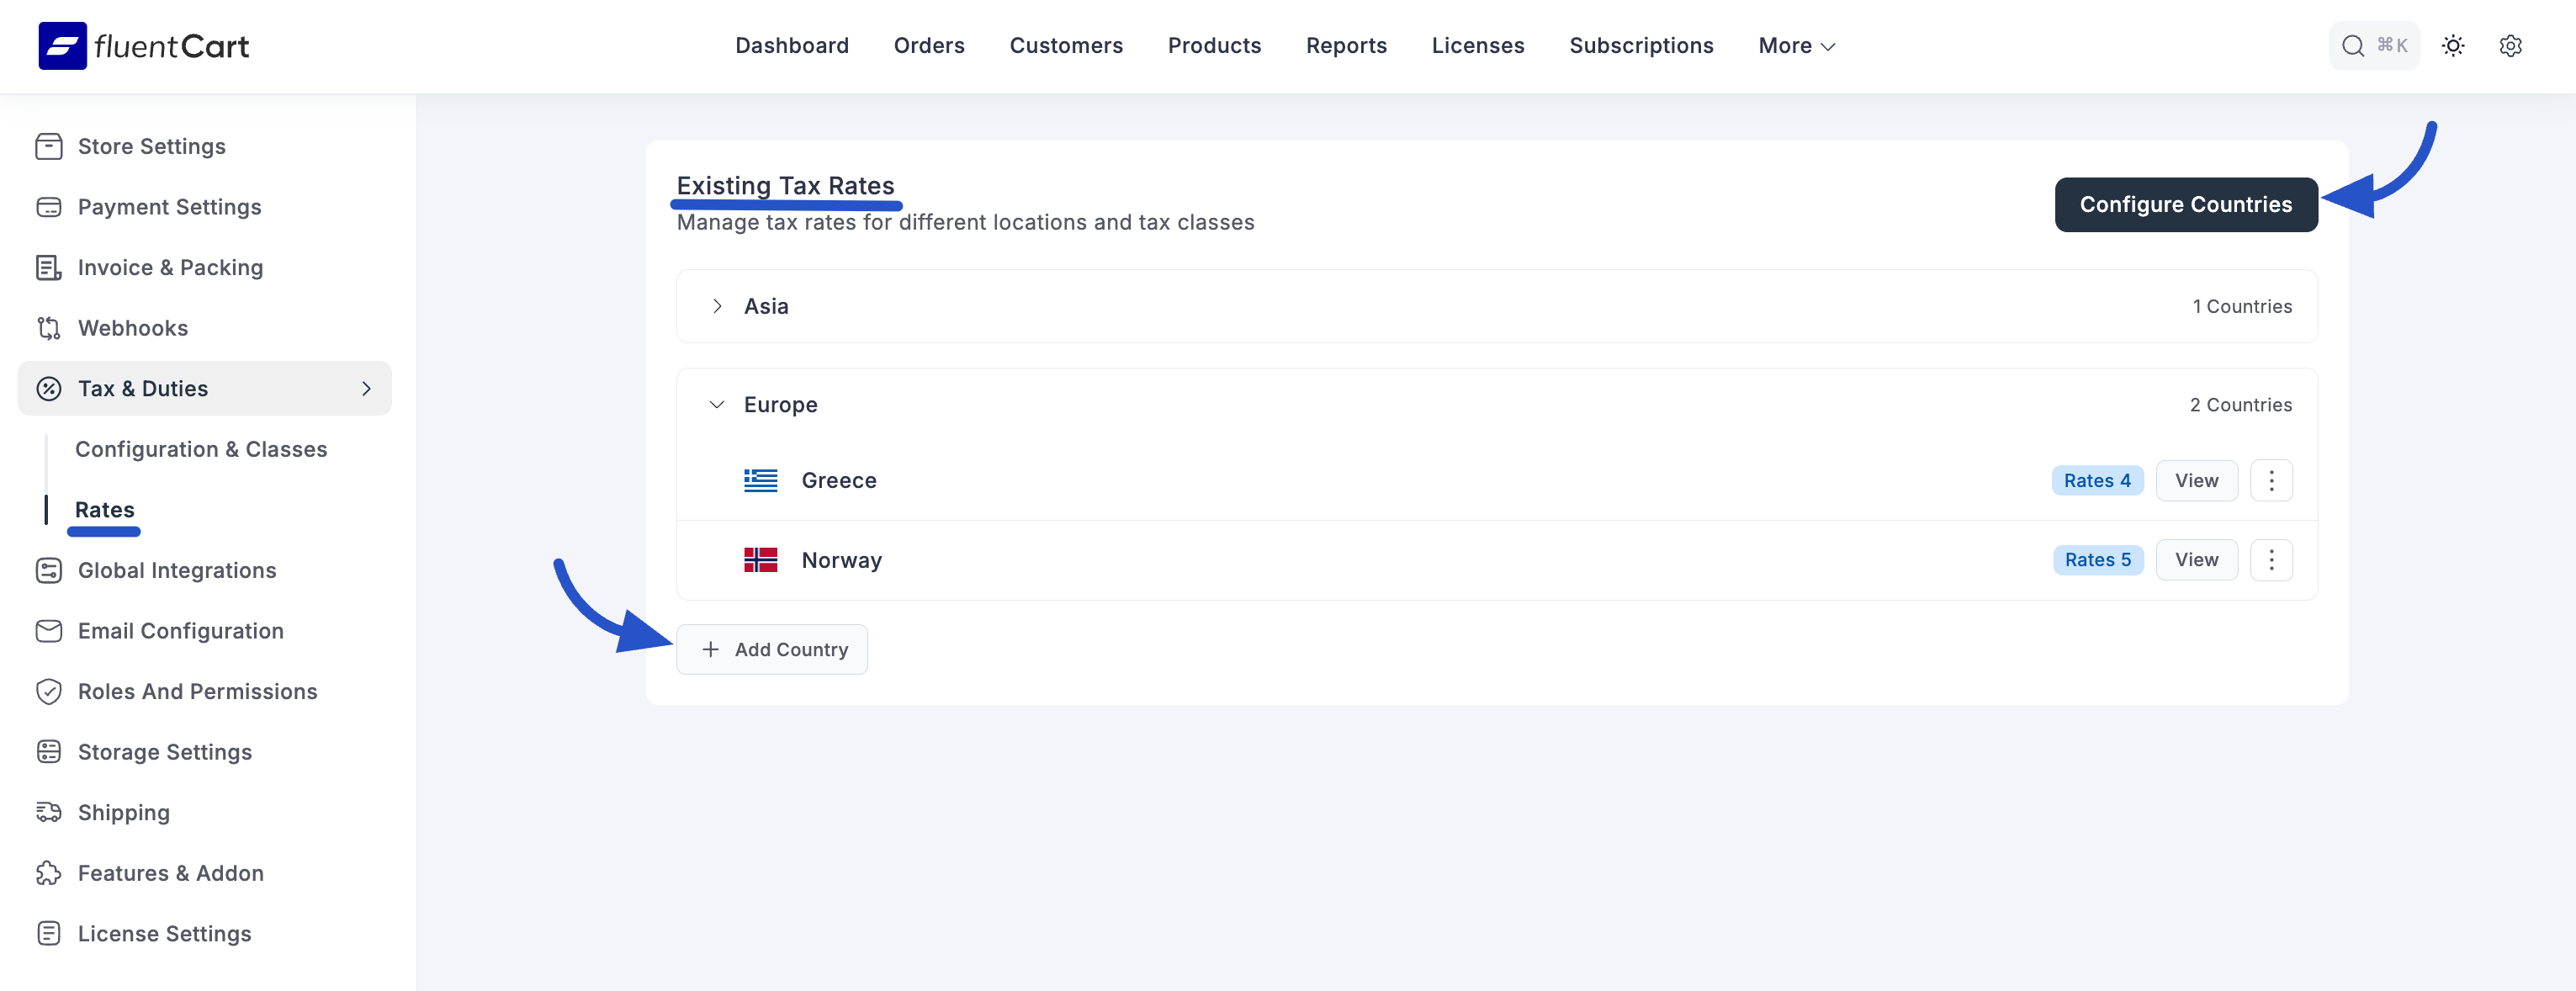 fluentCart
Dashboard Orders Customers Products Reports Licenses Subscriptions More
⌘K
Store Settings
Payment Settings
Invoice & Packing
Webhooks
Tax & Duties
Configuration & Classes
Rates
Global Integrations
Email Configuration
Roles And Permissions
Storage Settings
Shipping
Features & Addon
License Settings
Existing Tax Rates
Manage tax rates for different locations and tax classes
Configure Countries
Asia 1 Countries
Europe 2 Countries
Greece Rates 4 View
Norway Rates 5 View
+ Add Country